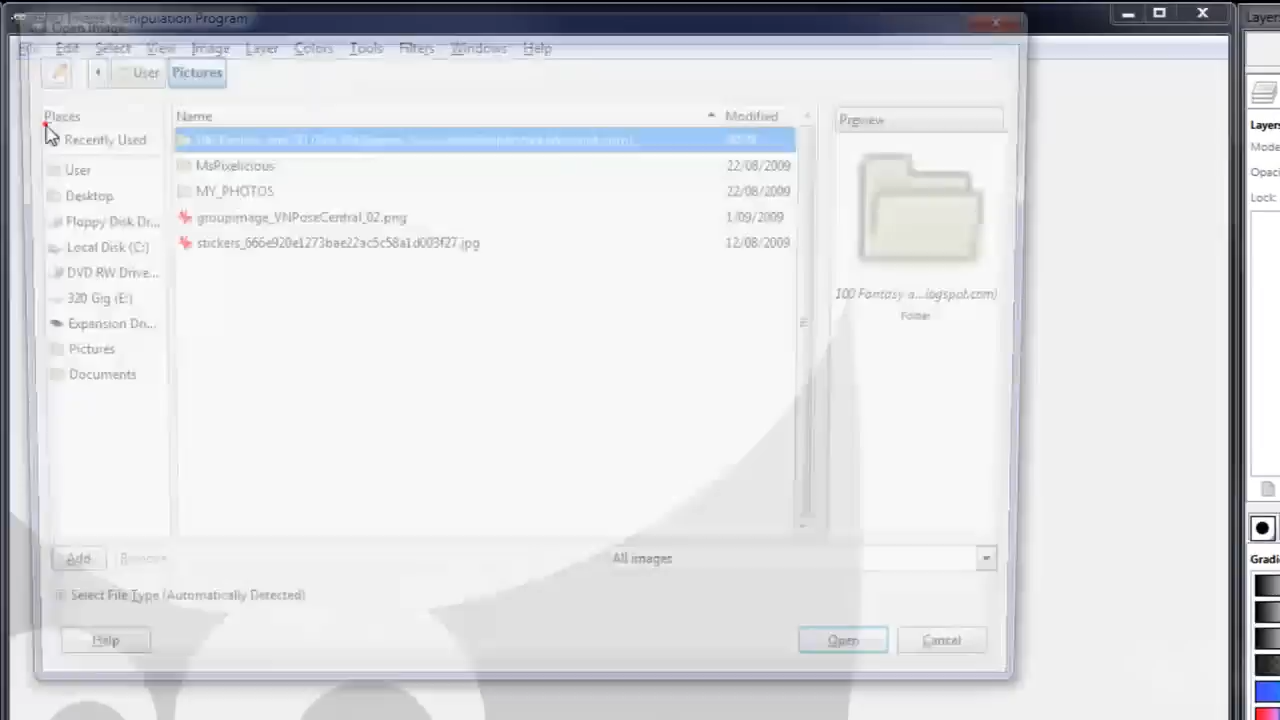 Image Manipulation Program
Open Image
File Edit Select View Image Layer Colors Tools Filters Windows Help
User Pictures
Places
Recently Used
User
Desktop
Floppy Disk Dr...
Local Disk (C:)
DVD RW Drive...
320 Gig (E:)
Expansion Dri...
Pictures
Documents
Name Modified
MsPixelicious 22/08/2009
MY_PHOTOS 22/08/2009
groupimage_VNPoseCentral_02.png 1/09/2009
stickers_666e920e1273bae22ac5c58a1d003f27.jpg 12/08/2009
Preview
100 Fantasy a...logspot.com)
Folder
Add Remove
All images
Select File Type (Automatically Detected)
Help Open Cancel
Layers
Layers
Mode
Opaci
Lock:
Gradi